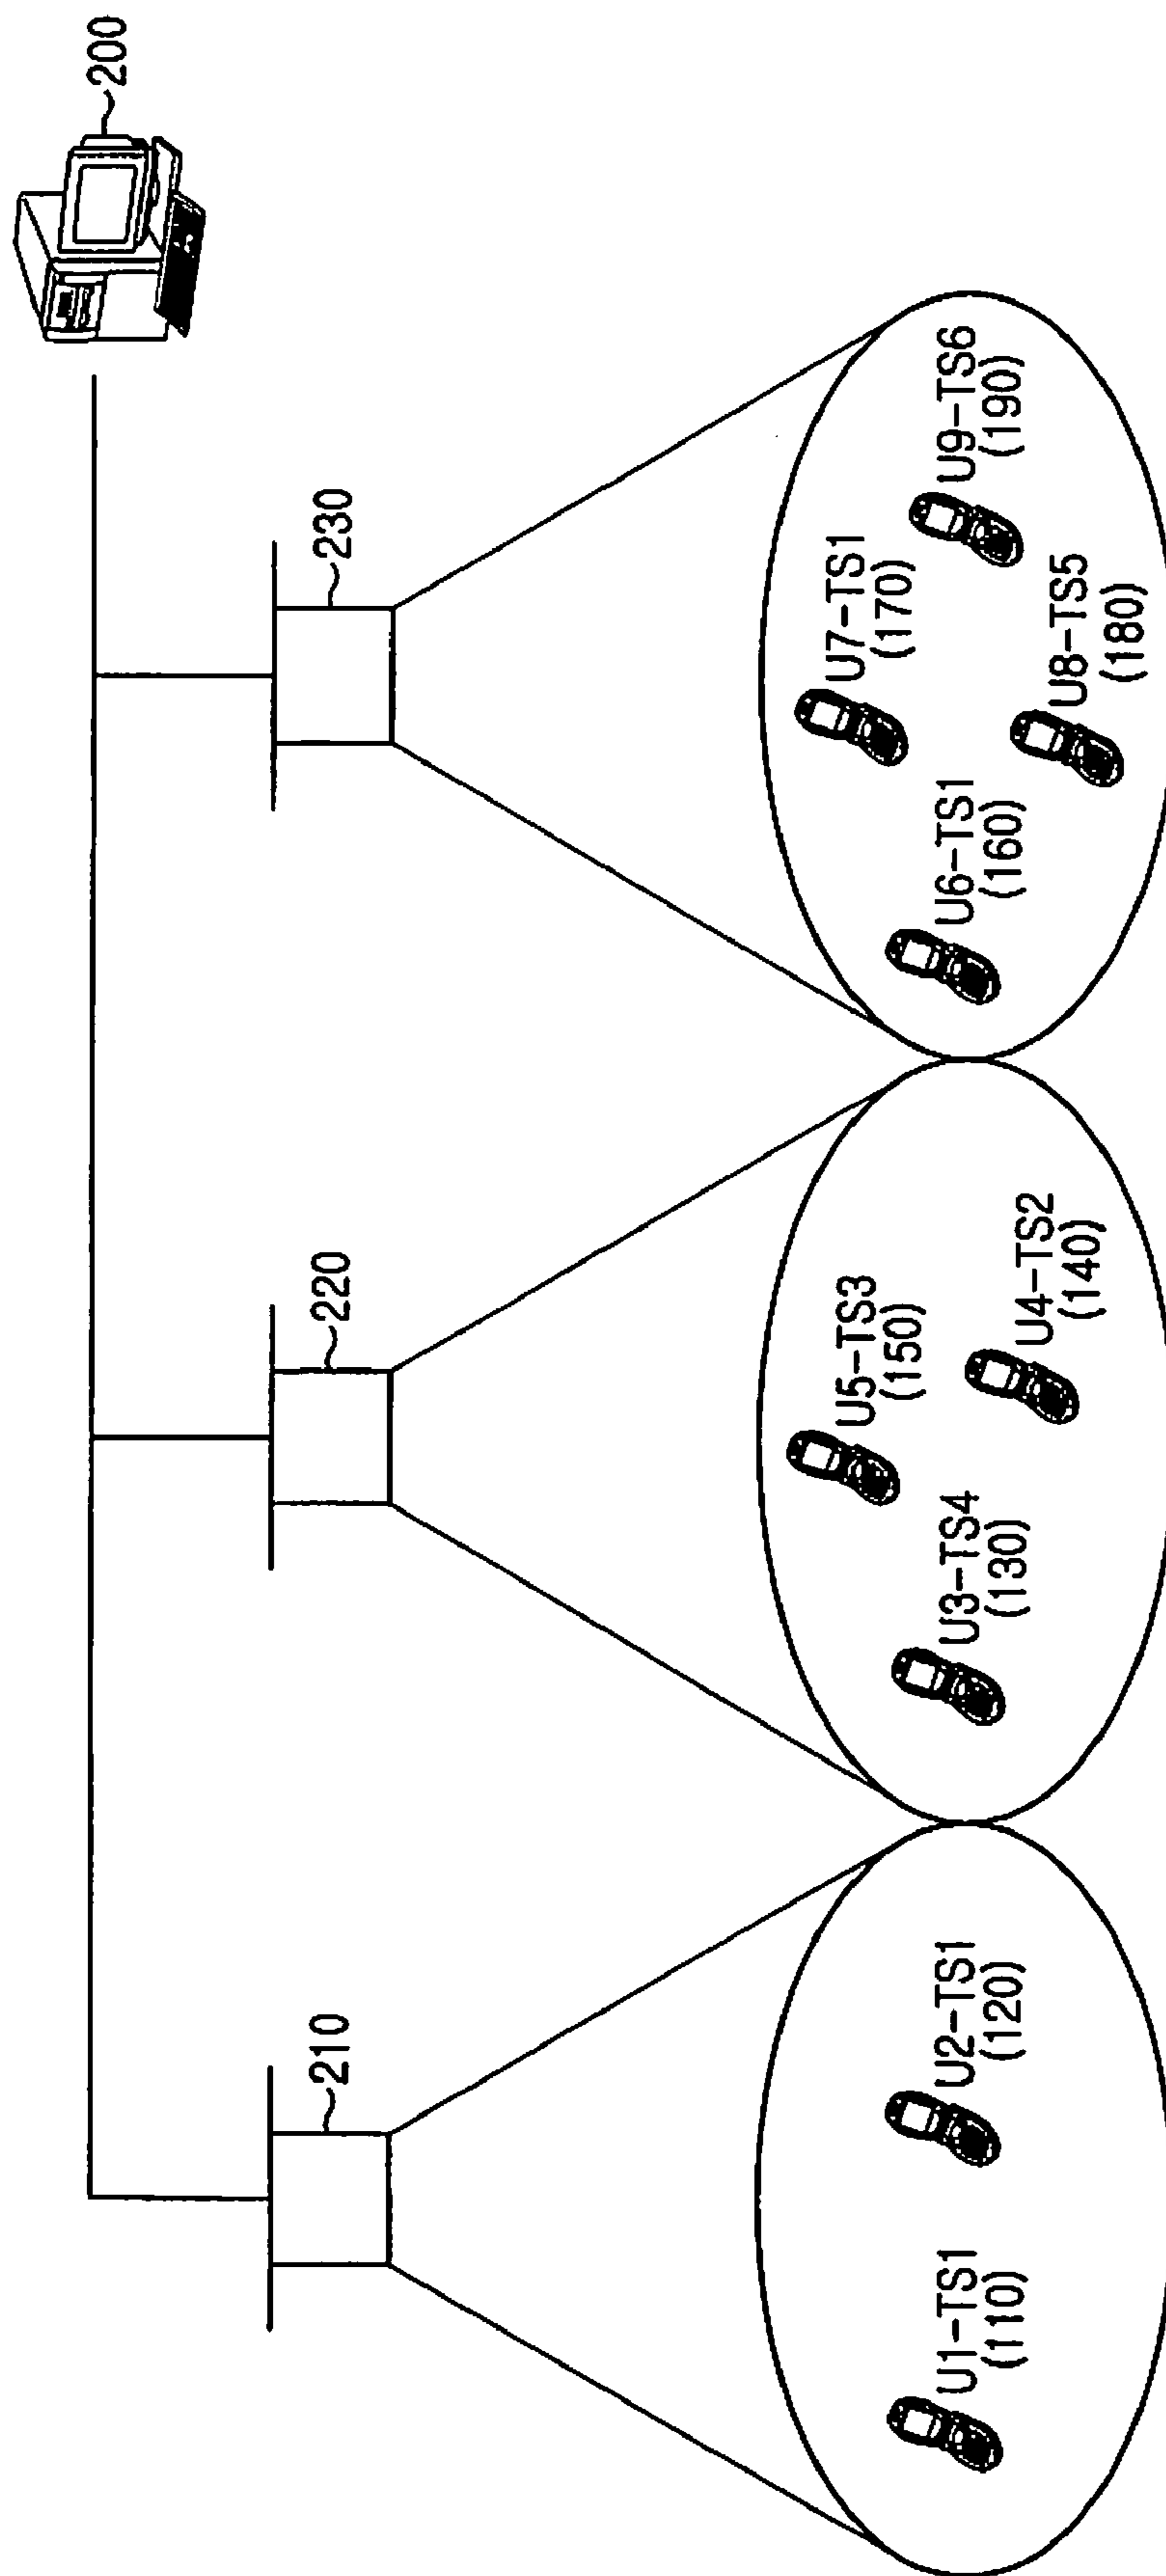 200
210
220
230
U1-TS1
(110)
U2-TS1
(120)
U3-TS4
(130)
U5-TS3
(150)
U4-TS2
(140)
U6-TS1
(160)
U7-TS1
(170)
U8-TS5
(180)
U9-TS6
(190)